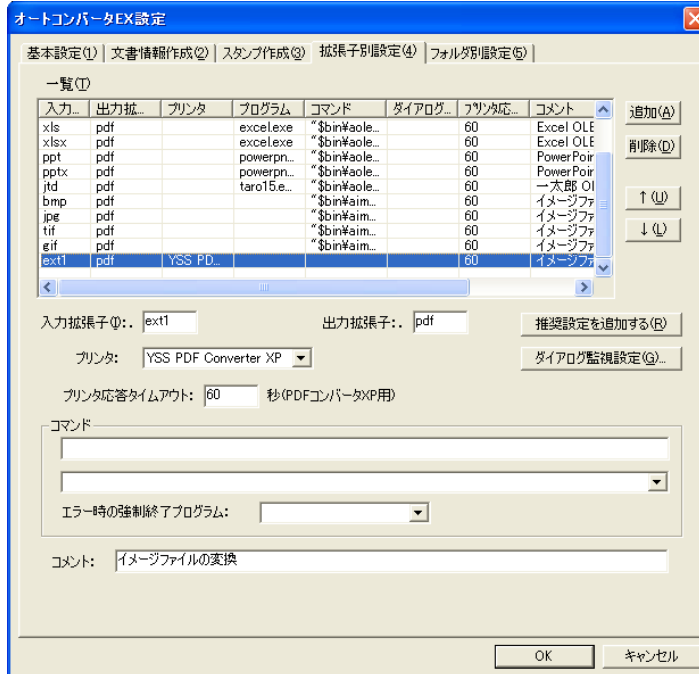 オートコンバータEX設定
基本設定(1) 文書情報作成(2) スタンプ作成(3) 拡張子別設定(4) フォルダ別設定(5)
一覧(T)
入力... 出力拡... プリンタ プログラム コマンド ダイアログ... プリンタ応... コメント
xls pdf excel.exe "$bin¥aole... 60 Excel OLE
xlsx pdf excel.exe "$bin¥aole... 60 Excel OLE
ppt pdf powerpn... "$bin¥aole... 60 PowerPoir
pptx pdf powerpn... "$bin¥aole... 60 PowerPoir
jtd pdf taro15.e... "$bin¥aole... 60 一太郎 Ol
bmp pdf "$bin¥aim... 60 イメージファ
jpg pdf "$bin¥aim... 60 イメージファ
tif pdf "$bin¥aim... 60 イメージファ
gif pdf "$bin¥aim... 60 イメージファ
ext1 pdf YSS PD... 60 イメージファ
追加(A)
削除(D)
↑(U)
↓(L)
入力拡張子(I):. ext1 出力拡張子:. pdf 推奨設定を追加する(R)
プリンタ: YSS PDF Converter XP ダイアログ監視設定(G)...
プリンタ応答タイムアウト: 60 秒(PDFコンバータXP用)
コマンド
エラー時の強制終了プログラム:
コメント: イメージファイルの変換
OK キャンセル